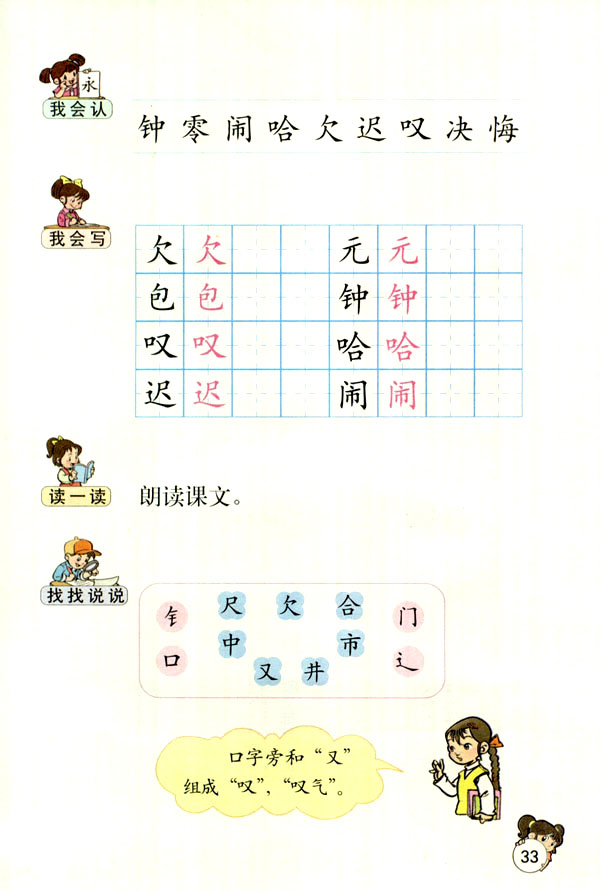 永
我会认
钟 零 闹 哈 欠 迟 叹 决 悔
我会写
欠 欠 元 元
包 包 钟 钟
叹 叹 哈 哈
迟 迟 闹 闹
读一读
朗读课文。
找找说说
钅 尺 欠 合 门
口 中 又 井 市 辶
口字旁和“又”
组成“叹”，“叹气”。
33